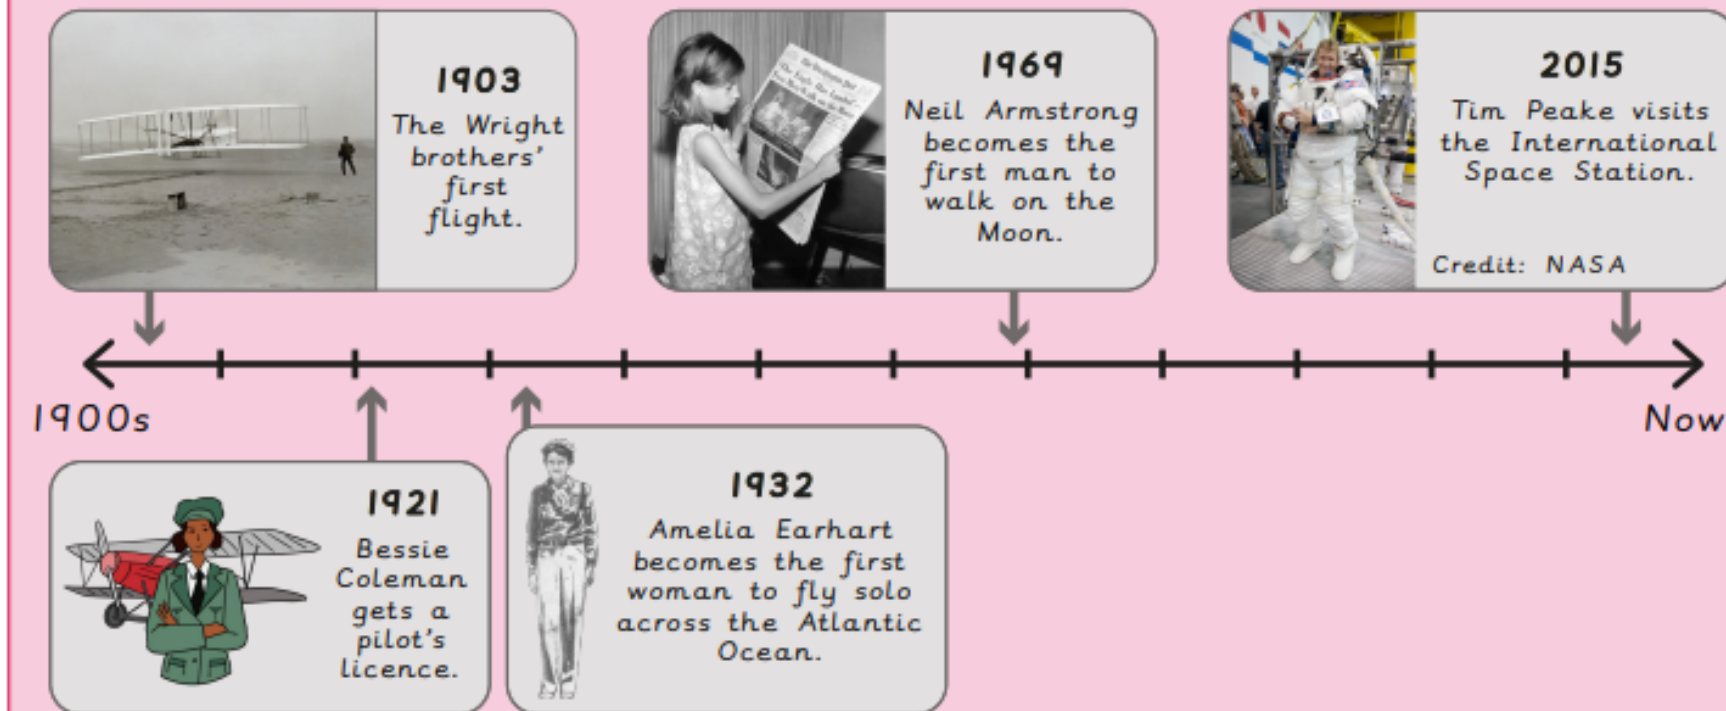 1903
The Wright
brothers'
first
flight.
1969
Neil Armstrong
becomes the
first man to
walk on the
Moon.
2015
Tim Peake visits
the International
Space Station.
Credit: NASA
1900s
Now
1921
Bessie
Coleman
gets a
pilot's
licence.
1932
Amelia Earhart
becomes the first
woman to fly solo
across the Atlantic
Ocean.